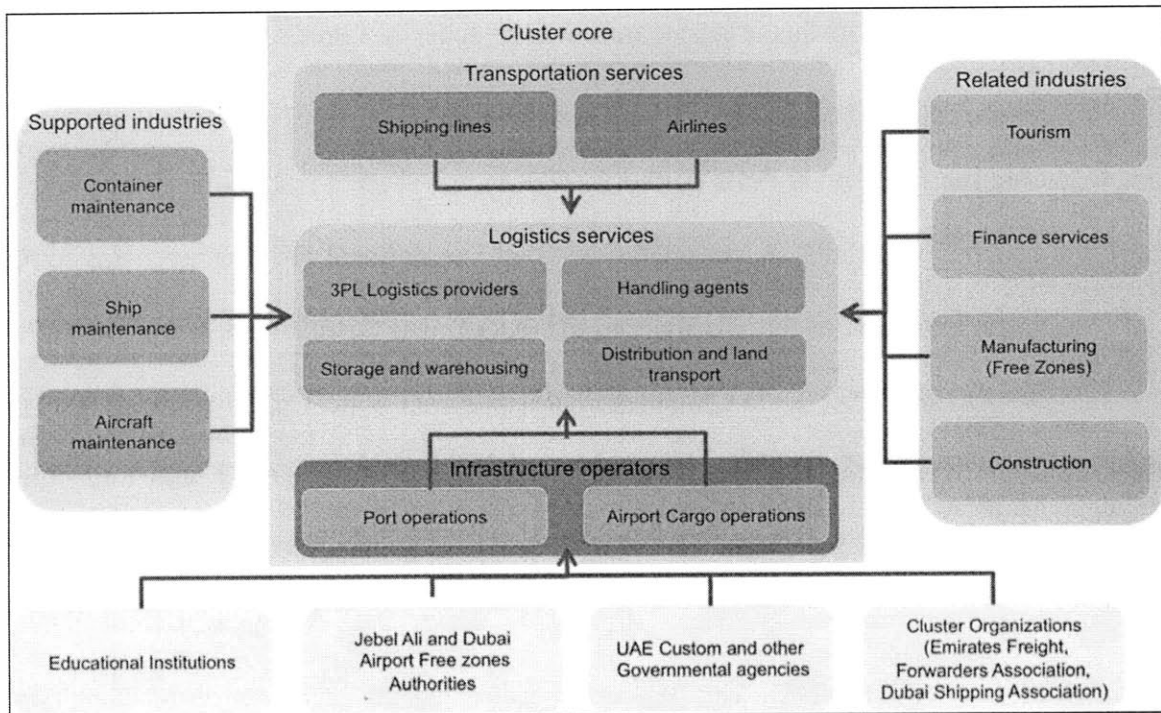 Cluster core
Transportation services
Shipping lines
Airlines
Supported industries
Container
maintenance
Ship
maintenance
Aircraft
maintenance
Logistics services
3PL Logistics providers
Handling agents
Storage and warehousing
Distribution and land
transport
Infrastructure operators
Port operations
Airport Cargo operations
Related industries
Tourism
Finance services
Manufacturing
(Free Zones)
Construction
Educational Institutions
Jebel Ali and Dubai
Airport Free zones
Authorities
UAE Custom and other
Governmental agencies
Cluster Organizations
(Emirates Freight,
Forwarders Association,
Dubai Shipping Association)